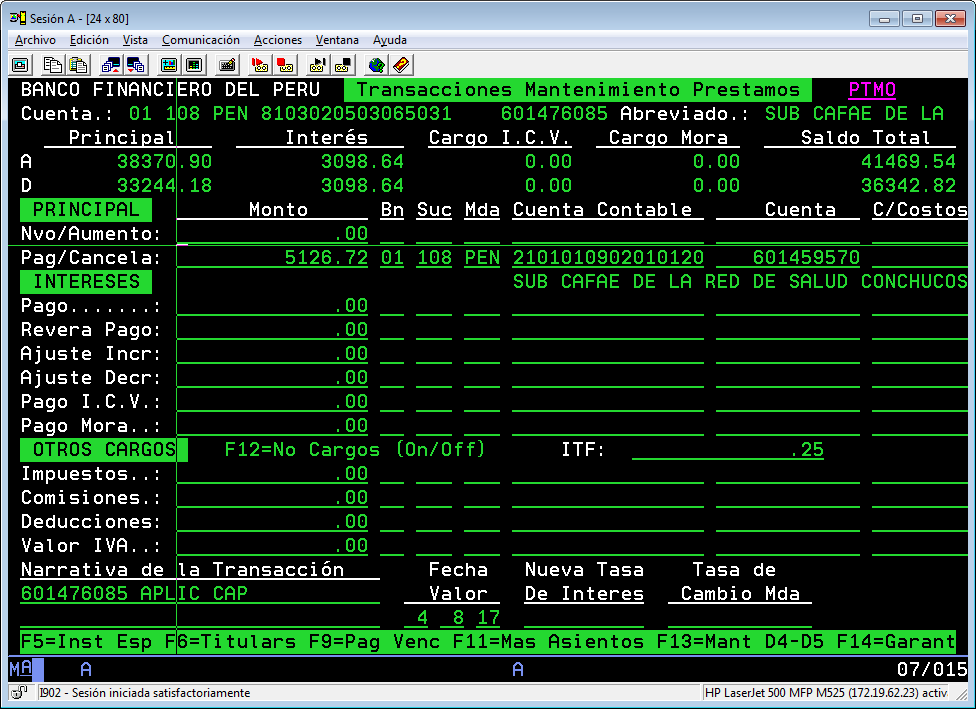 Sesión A - [24 x 80]
Archivo Edición Vista Comunicación Acciones Ventana Ayuda
BANCO FINANCIERO DEL PERU Transacciones Mantenimiento Prestamos PTMO
Cuenta.: 01 108 PEN 8103020503065031 601476085 Abreviado.: SUB CAFAE DE LA
Principal Interés Cargo I.C.V. Cargo Mora Saldo Total
A 38370.90 3098.64 0.00 0.00 41469.54
D 33244.18 3098.64 0.00 0.00 36342.82
PRINCIPAL Monto Bn Suc Mda Cuenta Contable Cuenta C/Costos
Nvo/Aumento: .00
Pag/Cancela: 5126.72 01 108 PEN 2101010902010120 601459570
INTERESES SUB CAFAE DE LA RED DE SALUD CONCHUCOS
Pago.......: .00
Revera Pago: .00
Ajuste Incr: .00
Ajuste Decr: .00
Pago I.C.V.: .00
Pago Mora..: .00
OTROS CARGOS F12=No Cargos (On/Off) ITF: .25
Impuestos..: .00
Comisiones.: .00
Deducciones: .00
Valor IVA..: .00
Narrativa de la Transacción Fecha Nueva Tasa Tasa de
601476085 APLIC CAP Valor De Interes Cambio Mda
4 8 17
F5=Inst Esp F6=Titulars F9=Pag Venc F11=Mas Asientos F13=Mant D4-D5 F14=Garant
MA A A 07/015
I902 - Sesión iniciada satisfactoriamente HP LaserJet 500 MFP M525 (172.19.62.23) activ